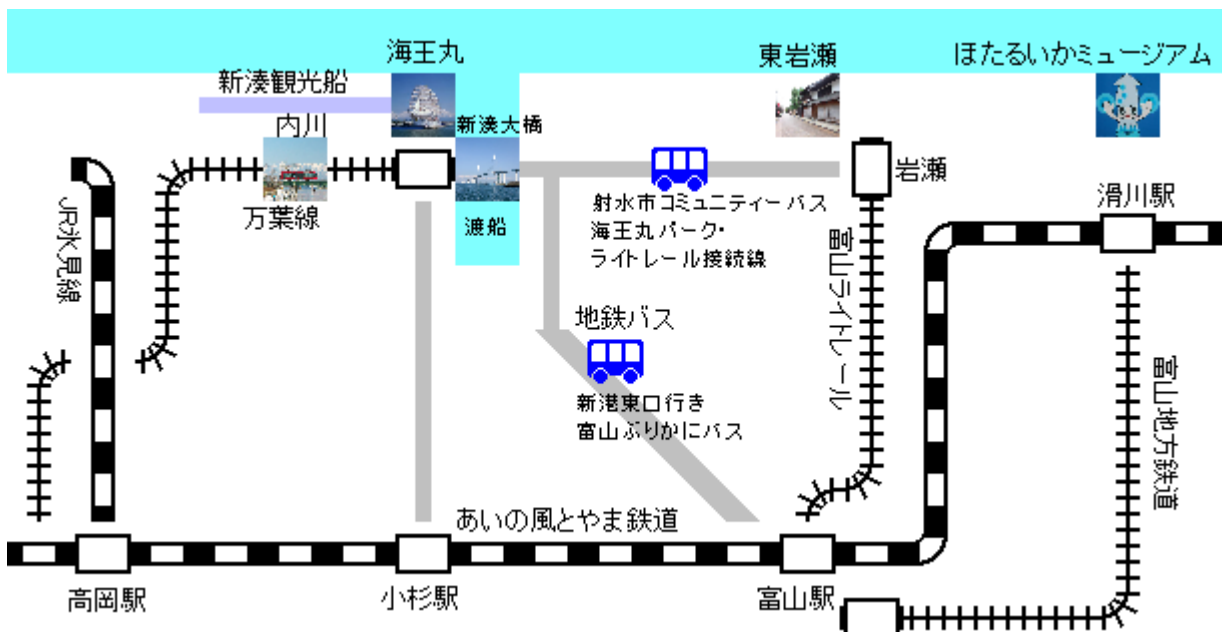 海王丸
東岩瀬
ほたるいかミュージアム
新湊観光船
内川
新湊大橋
岩瀬
滑川駅
万葉線
渡船
射水市コミュニティーバス
海王丸パーク・
ライトレール接続線
JR氷見線
富山ライトレール
地鉄バス
新港東口行き
富山ぶりかにバス
富山地方鉄道
あいの風とやま鉄道
高岡駅
小杉駅
富山駅